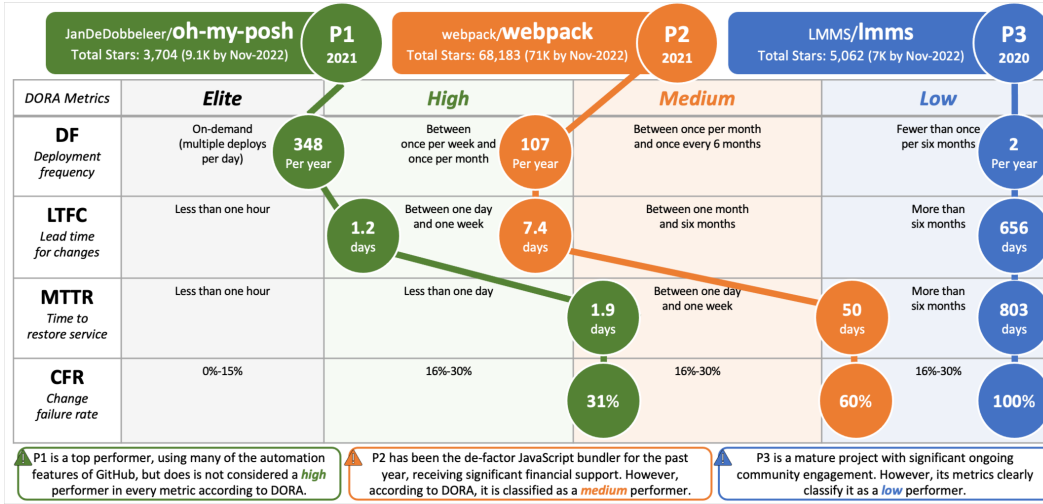 JanDeDobbeleer/oh-my-posh
Total Stars: 3,704 (9.1K by Nov-2022)
P1
2021
webpack/webpack
Total Stars: 68,183 (71K by Nov-2022)
P2
2021
LMMS/lmms
Total Stars: 5,062 (7K by Nov-2022)
P3
2020
DORA Metrics
Elite
High
Medium
Low
DF
Deployment
frequency
On-demand
(multiple deploys
per day)
348
Per year
Between
once per week and
once per month
107
Per year
Between once per month
and once every 6 months
Fewer than once
per six months
2
Per year
LTFC
Lead time
for changes
Less than one hour
1.2
days
Between one day
and one week
7.4
days
Between one month
and six months
More than
six months
656
days
MTTR
Time to
restore service
Less than one hour
Less than one day
1.9
days
Between one day
and one week
50
days
More than
six months
803
days
CFR
Change
failure rate
0%-15%
16%-30%
31%
16%-30%
60%
16%-30%
100%
P1 is a top performer, using many of the automation
features of GitHub, but does is not considered a high
performer in every metric according to DORA.
P2 has been the de-factor JavaScript bundler for the past
year, receiving significant financial support. However,
according to DORA, it is classified as a medium performer.
P3 is a mature project with significant ongoing
community engagement. However, its metrics clearly
classify it as a low performer.